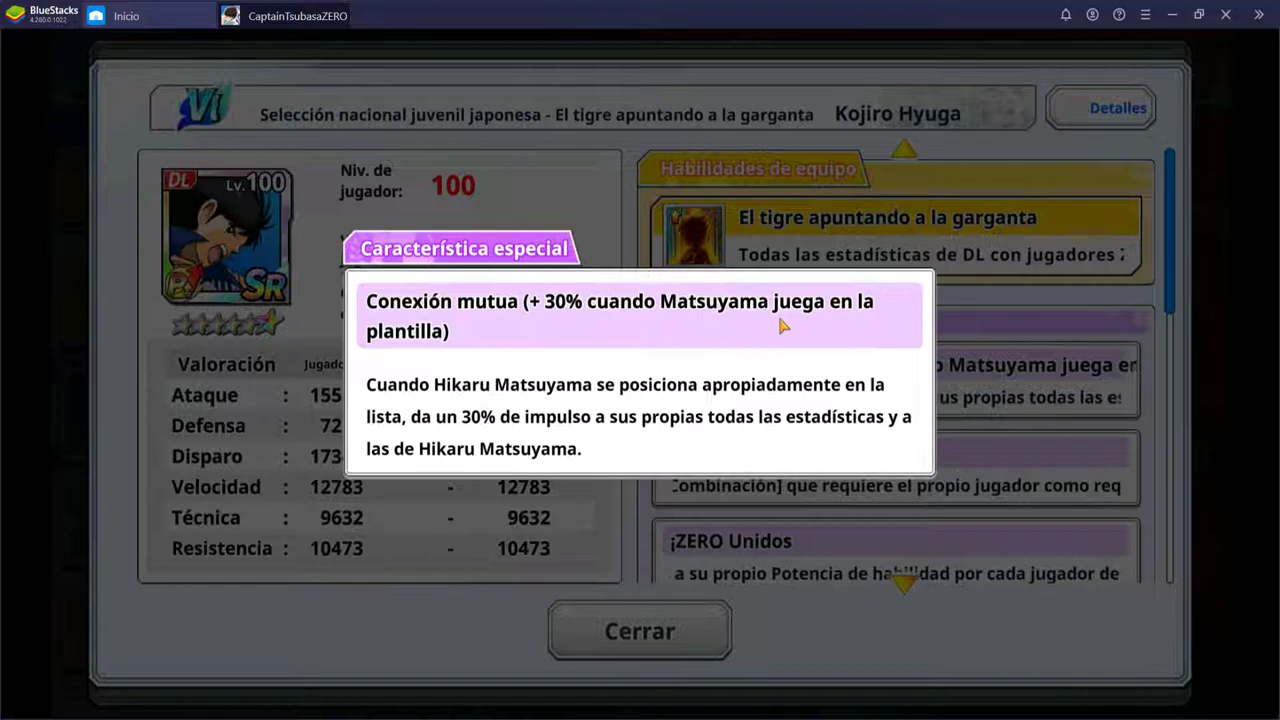 BlueStacks
4.280.0.1022
Inicio
CaptainTsubasaZERO
Vi
Selección nacional juvenil japonesa - El tigre apuntando a la garganta
Kojiro Hyuga
Detalles
DL
Lv.100
SR
Niv. de
jugador:
100
Habilidades de equipo
El tigre apuntando a la garganta
Todas las estadísticas de DL con jugadores
Característica especial
Conexión mutua (+ 30% cuando Matsuyama juega en la
plantilla)
Cuando Hikaru Matsuyama se posiciona apropiadamente en la
lista, da un 30% de impulso a sus propias todas las estadísticas y a
las de Hikaru Matsuyama.
Valoración
Jugado
Ataque : 155
Defensa : 72
Disparo : 173
Velocidad : 12783 - 12783
Técnica : 9632 - 9632
Resistencia : 10473 - 10473
o Matsuyama juega en
us propias todas las es
Combinación] que requiere el propio jugador como req
¡ZERO Unidos
a su propio Potencia de habilidad por cada jugador de
Cerrar